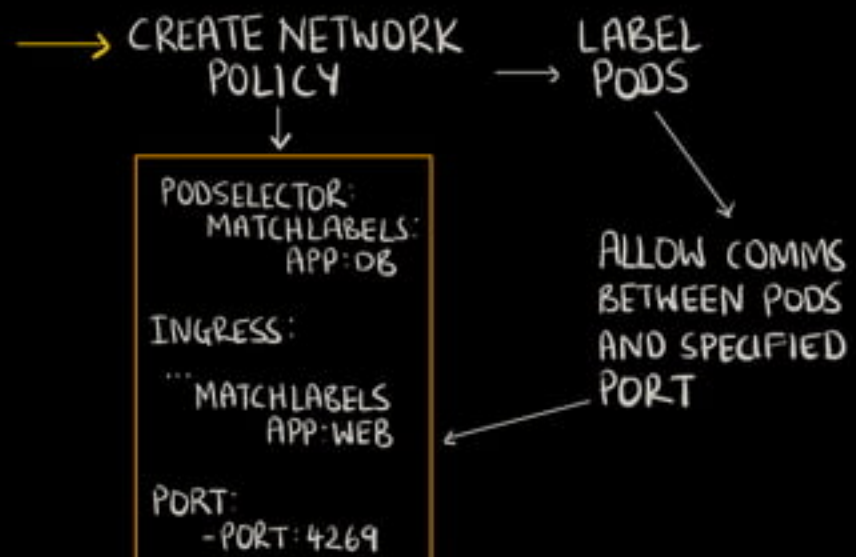 CREATE NETWORK
POLICY
LABEL
PODS
PODSELECTOR:
MATCHLABELS:
APP:DB
INGRESS:
...
MATCHLABELS
APP:WEB
PORT:
-PORT:4269
ALLOW COMMS
BETWEEN PODS
AND SPECIFIED
PORT